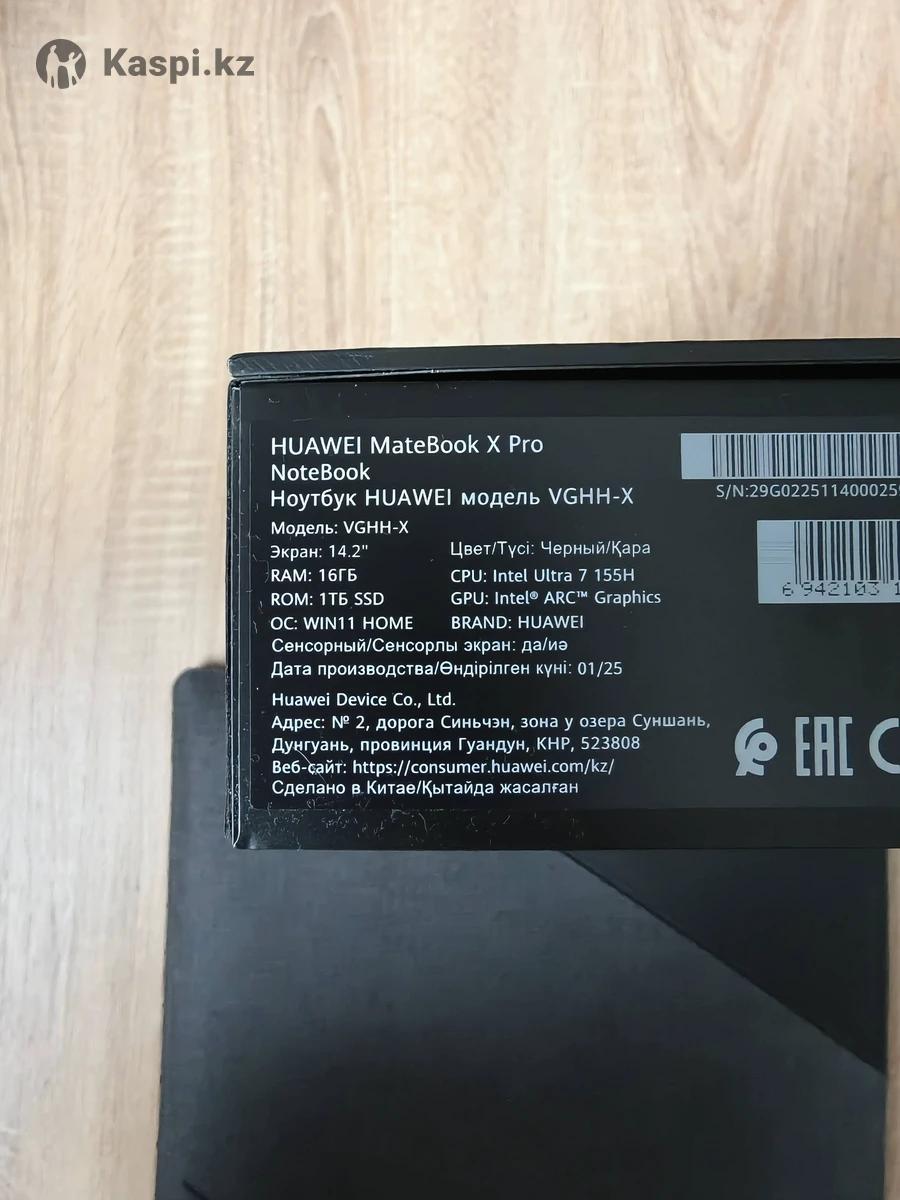 Kaspi.kz
HUAWEI MateBook X Pro
NoteBook
Ноутбук HUAWEI модель VGHH-X
Модель: VGHH-X
Экран: 14.2" Цвет/Түсі: Черный/Қара
RAM: 16ГБ CPU: Intel Ultra 7 155H
ROM: 1ТБ SSD GPU: Intel® ARC™ Graphics
ОС: WIN11 HOME BRAND: HUAWEI
Сенсорный/Сенсорлы экран: да/иә
Дата производства/Өндірілген күні: 01/25
Huawei Device Co., Ltd.
Адрес: № 2, дорога Синьчэн, зона у озера Суншань,
Дунгуань, провинция Гуандун, КНР, 523808
Веб-сайт: https://consumer.huawei.com/kz/
Сделано в Китае/Қытайда жасалған
S/N:29G0225114000259
6 942103 1
EAC